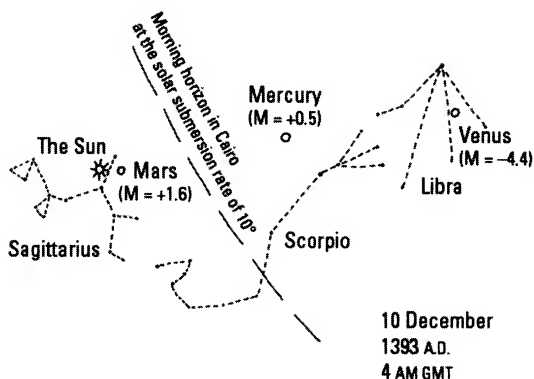 Morning horizon in Cairo
at the solar submersion rate of 10°
Mercury
(M = +0.5)
Venus
(M = –4.4)
The Sun
Mars
(M = +1.6)
Libra
Sagittarius
Scorpio
10 December
1393 A.D.
4 AM GMT